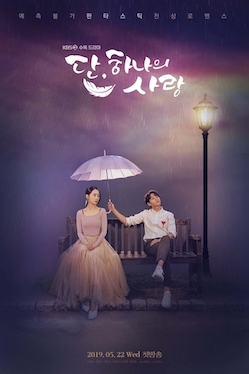 예측불가 판타스틱 천상로맨스
KBS2 수목 드라마
단, 하나의
사랑
2019. 05. 22 Wed 첫방송